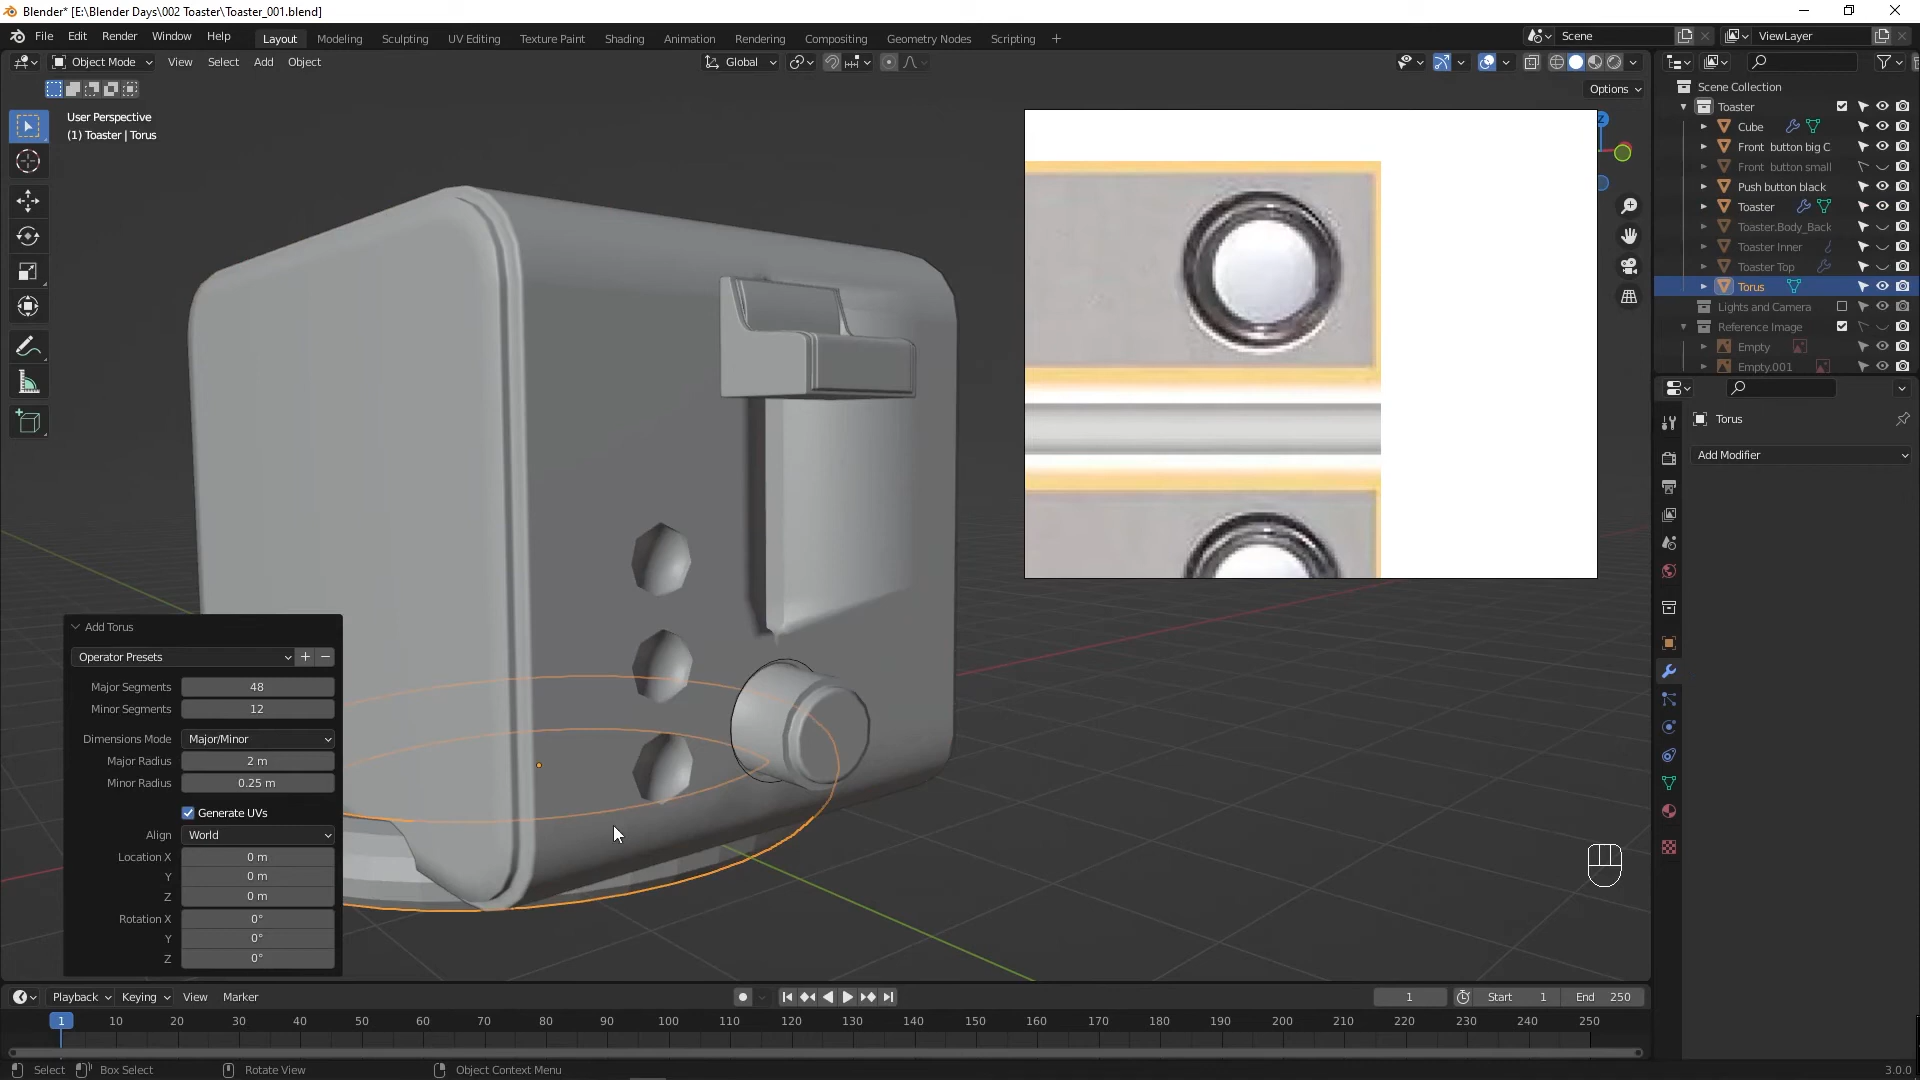 Blender* [E:\Blender Days\002 Toaster\Toaster_001.blend]
File Edit Render Window Help Layout Modeling Sculpting UV Editing Texture Paint Shading Animation Rendering Compositing Geometry Nodes Scripting + Scene ViewLayer
Object Mode View Select Add Object Global
Options
User Perspective
(1) Toaster | Torus
Z
Scene Collection
Toaster
Cube
Front button big C
Front button small
Push button black
Toaster
Toaster.Body_Back
Toaster Inner
Toaster Top
Torus
Lights and Camera
Reference Image
Empty
Empty.001
Torus
Add Modifier
Add Torus
Operator Presets
Major Segments 48
Minor Segments 12
Dimensions Mode Major/Minor
Major Radius 2 m
Minor Radius 0.25 m
Generate UVs
Align World
Location X 0 m
Y 0 m
Z 0 m
Rotation X 0°
Y 0°
Z 0°
Playback Keying View Marker 1 Start 1 End 250
1 10 20 30 40 50 60 70 80 90 100 110 120 130 140 150 160 170 180 190 200 210 220 230 240 250
Select Box Select Rotate View Object Context Menu 3.0.0